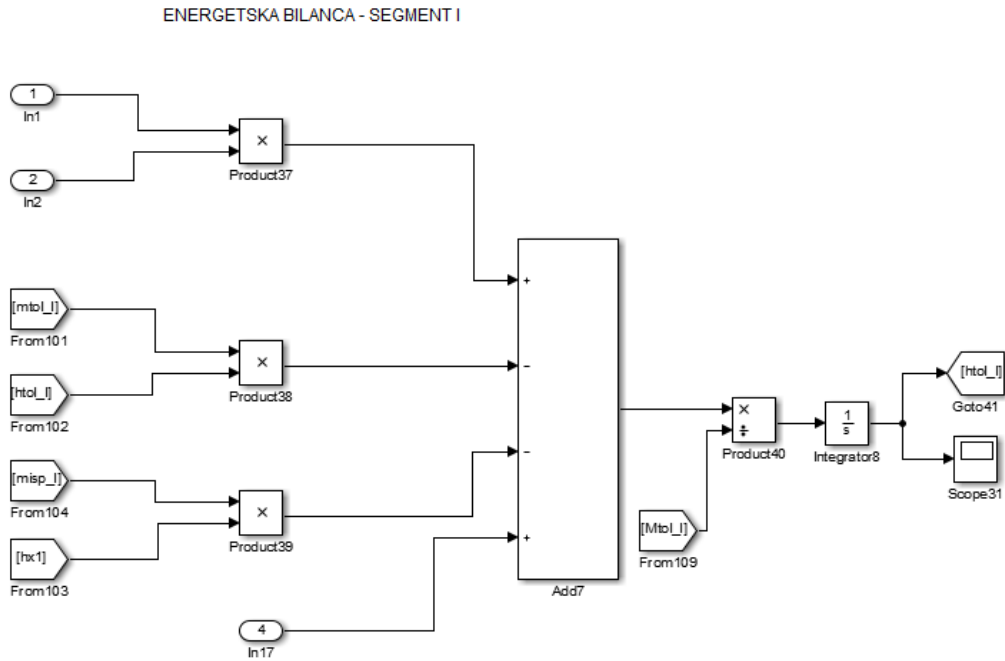 ENERGETSKA BILANCA - SEGMENT I
1
In1
×
Product37
2
In2
[mtol_I]
From101
×
Product38
[htol_I]
From102
[misp_I]
From104
×
Product39
[hx1]
From103
4
In17
+
−
−
+
Add7
×
÷
Product40
[Mtol_I]
From109
1
s
Integrator8
[htol_I]
Goto41
Scope31